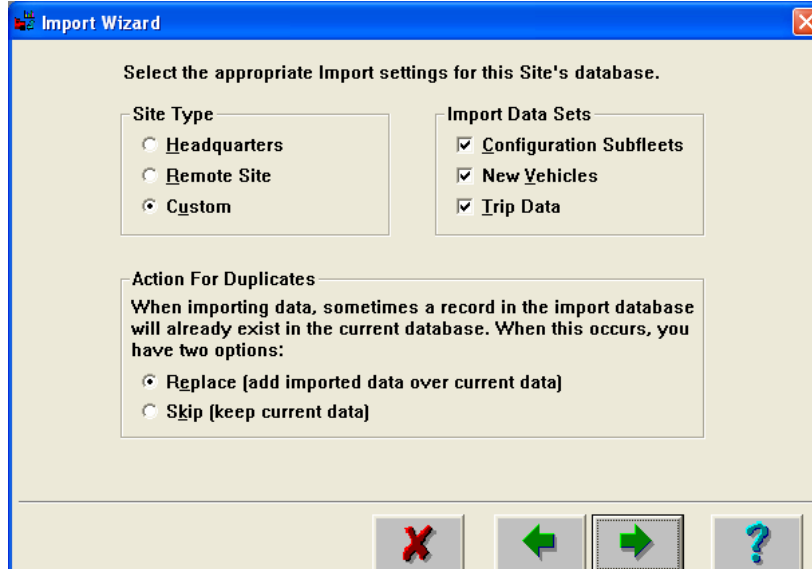 Import Wizard
Select the appropriate Import settings for this Site's database.
Site Type
Headquarters
Remote Site
Custom
Import Data Sets
Configuration Subfleets
New Vehicles
Trip Data
Action For Duplicates
When importing data, sometimes a record in the import database
will already exist in the current database. When this occurs, you
have two options:
Replace (add imported data over current data)
Skip (keep current data)
?